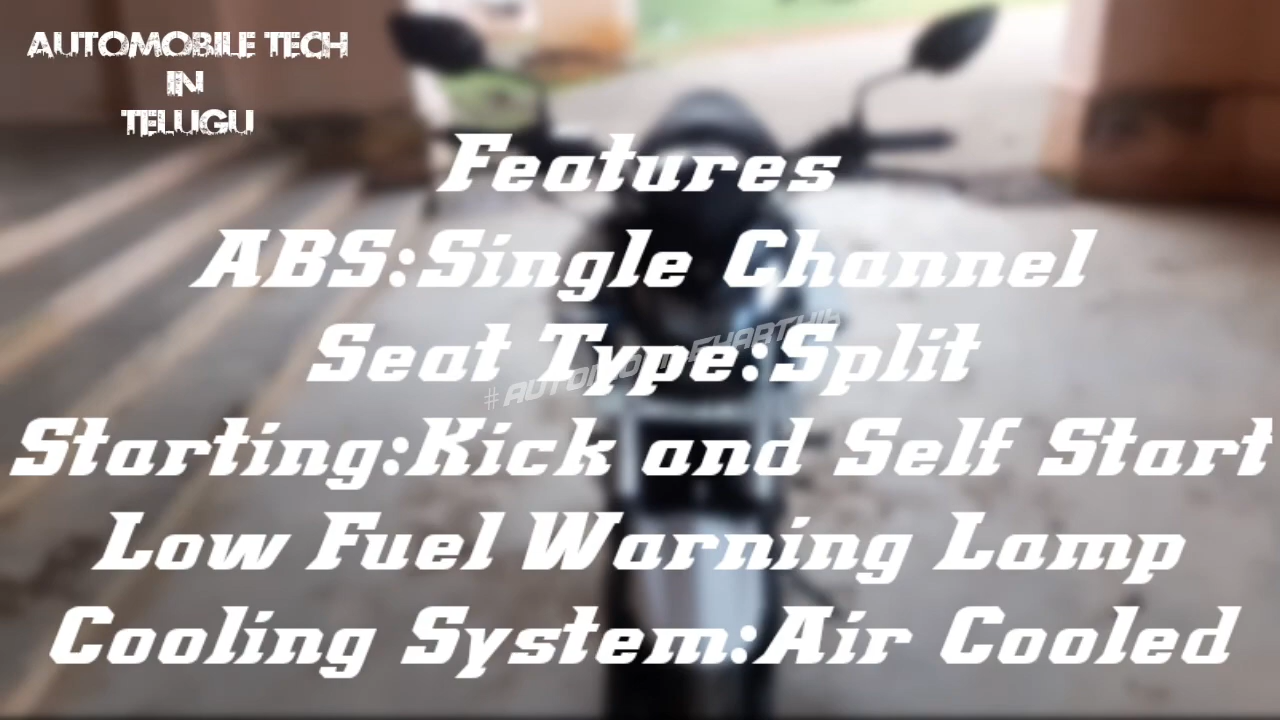 AUTOMOBILE TECH
IN
TELUGU
Features
ABS:Single Channel
Seat Type:Split
#AUTOMOBILEKARTHIK
Starting:Kick and Self Start
Low Fuel Warning Lamp
Cooling System:Air Cooled